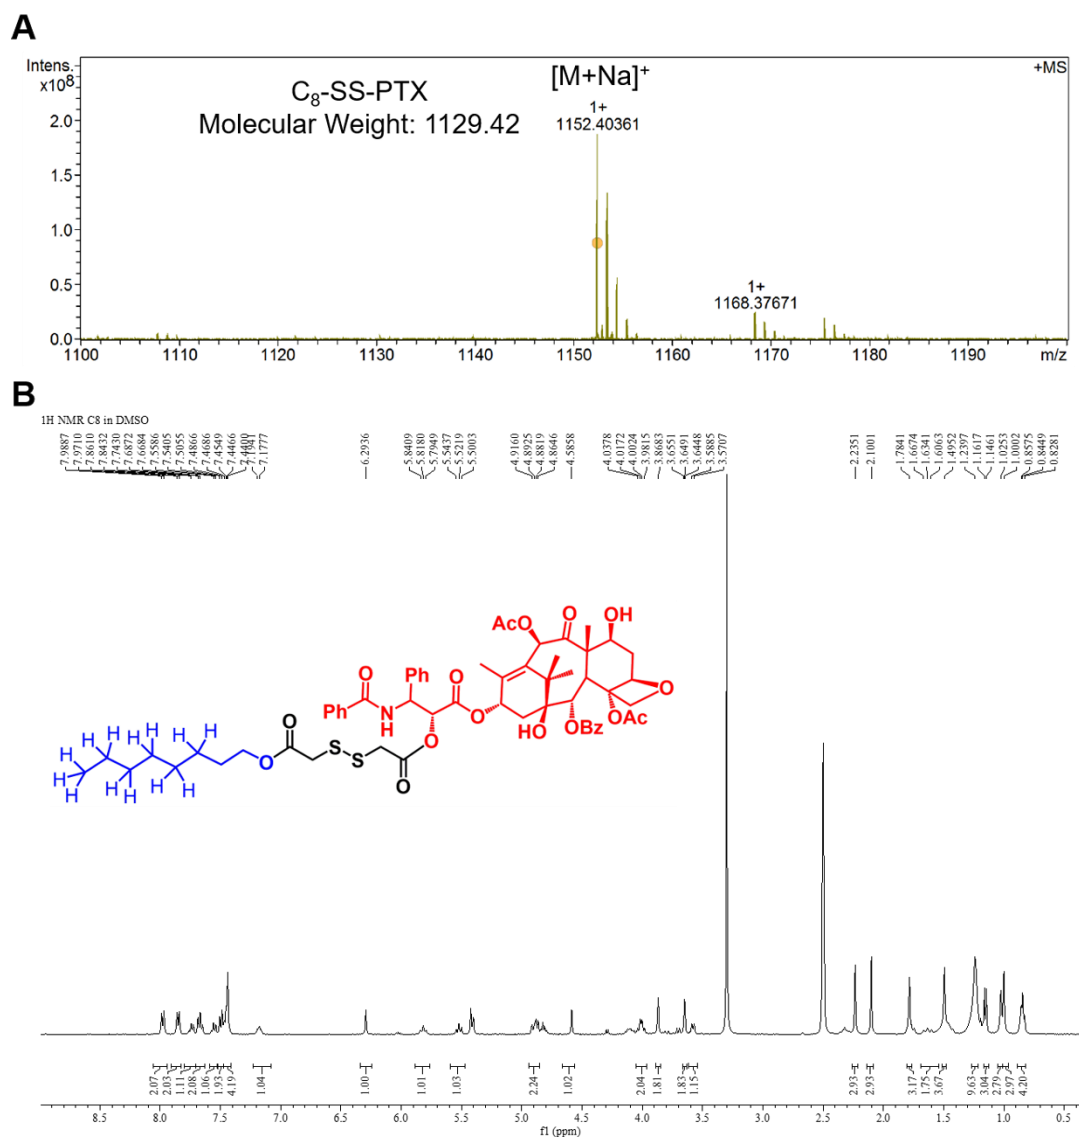 A
Intens.
x10⁸
C₈-SS-PTX
Molecular Weight: 1129.42
[M+Na]⁺
+MS
1+
1152.40361
1+
1168.37671
2.0
1.5
1.0
0.5
0.0
1100 1110 1120 1130 1140 1150 1160 1170 1180 1190 m/z
B
1H NMR C8 in DMSO
7.9887 7.9710 7.8610 7.8432 7.7430 7.6872 7.6684 7.5586 7.5405 7.5055 7.4866 7.4686 7.4549 7.4466 7.4400 7.1941 7.1777 6.2936 5.8409 5.8180 5.7949 5.5437 5.5219 5.5003 4.9160 4.8925 4.8819 4.8646 4.5858 4.0378 4.0172 4.0024 3.9815 3.8683 3.6551 3.6491 3.6448 3.5885 3.5707 2.2351 2.1001 1.7841 1.6674 1.6341 1.6063 1.4952 1.2397 1.1617 1.1461 1.0253 1.0002 0.8575 0.8449 0.8281
AcO O OH
O Ph O
Ph N H O O HO OBz OAc O
H H H H H H H H H H H O O S S O O
2.07 2.03 1.11 2.08 1.06 1.93 4.19 1.04 1.00 1.01 1.03 2.24 1.02 2.04 1.81 1.83 1.15 2.93 2.93 3.17 1.75 3.67 9.63 3.04 2.79 2.97 4.20
8.5 8.0 7.5 7.0 6.5 6.0 5.5 5.0 4.5 4.0 3.5 3.0 2.5 2.0 1.5 1.0 0.5
f1 (ppm)